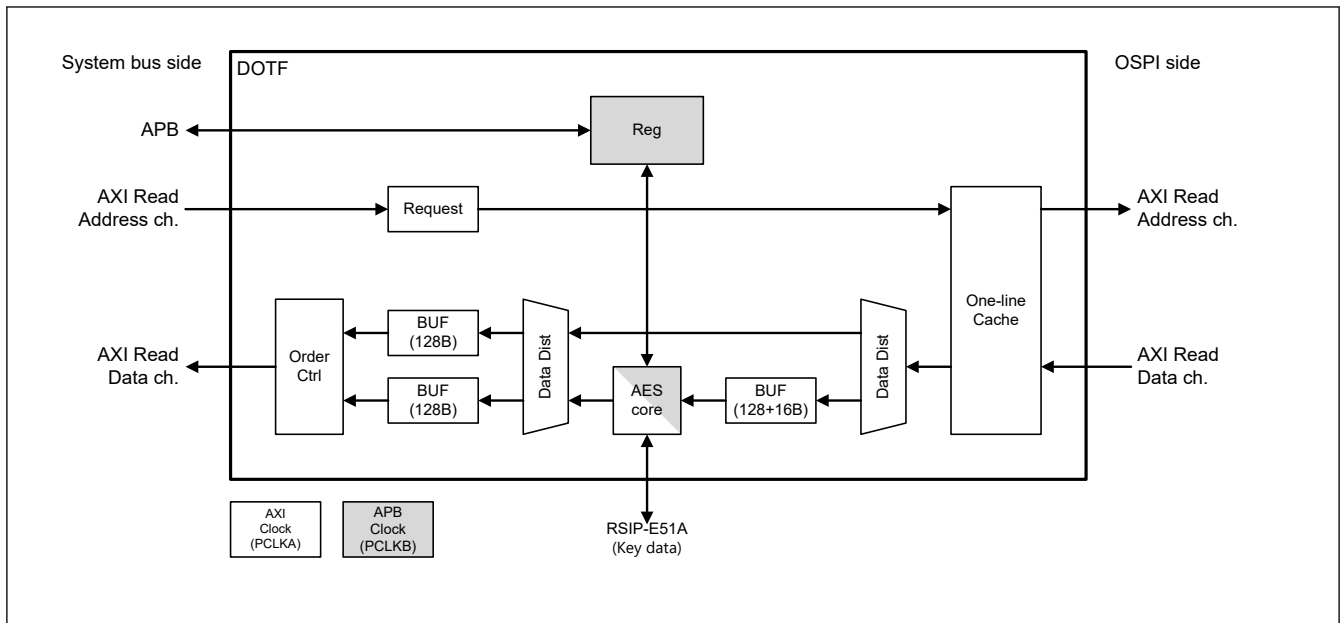 System bus side
DOTF
OSPI side
APB
Reg
AXI Read
Address ch.
Request
AXI Read
Address ch.
One-line
Cache
AXI Read
Data ch.
Order
Ctrl
BUF
(128B)
BUF
(128B)
Data Dist
AES
core
BUF
(128+16B)
Data Dist
AXI Read
Data ch.
AXI
Clock
(PCLKA)
APB
Clock
(PCLKB)
RSIP-E51A
(Key data)